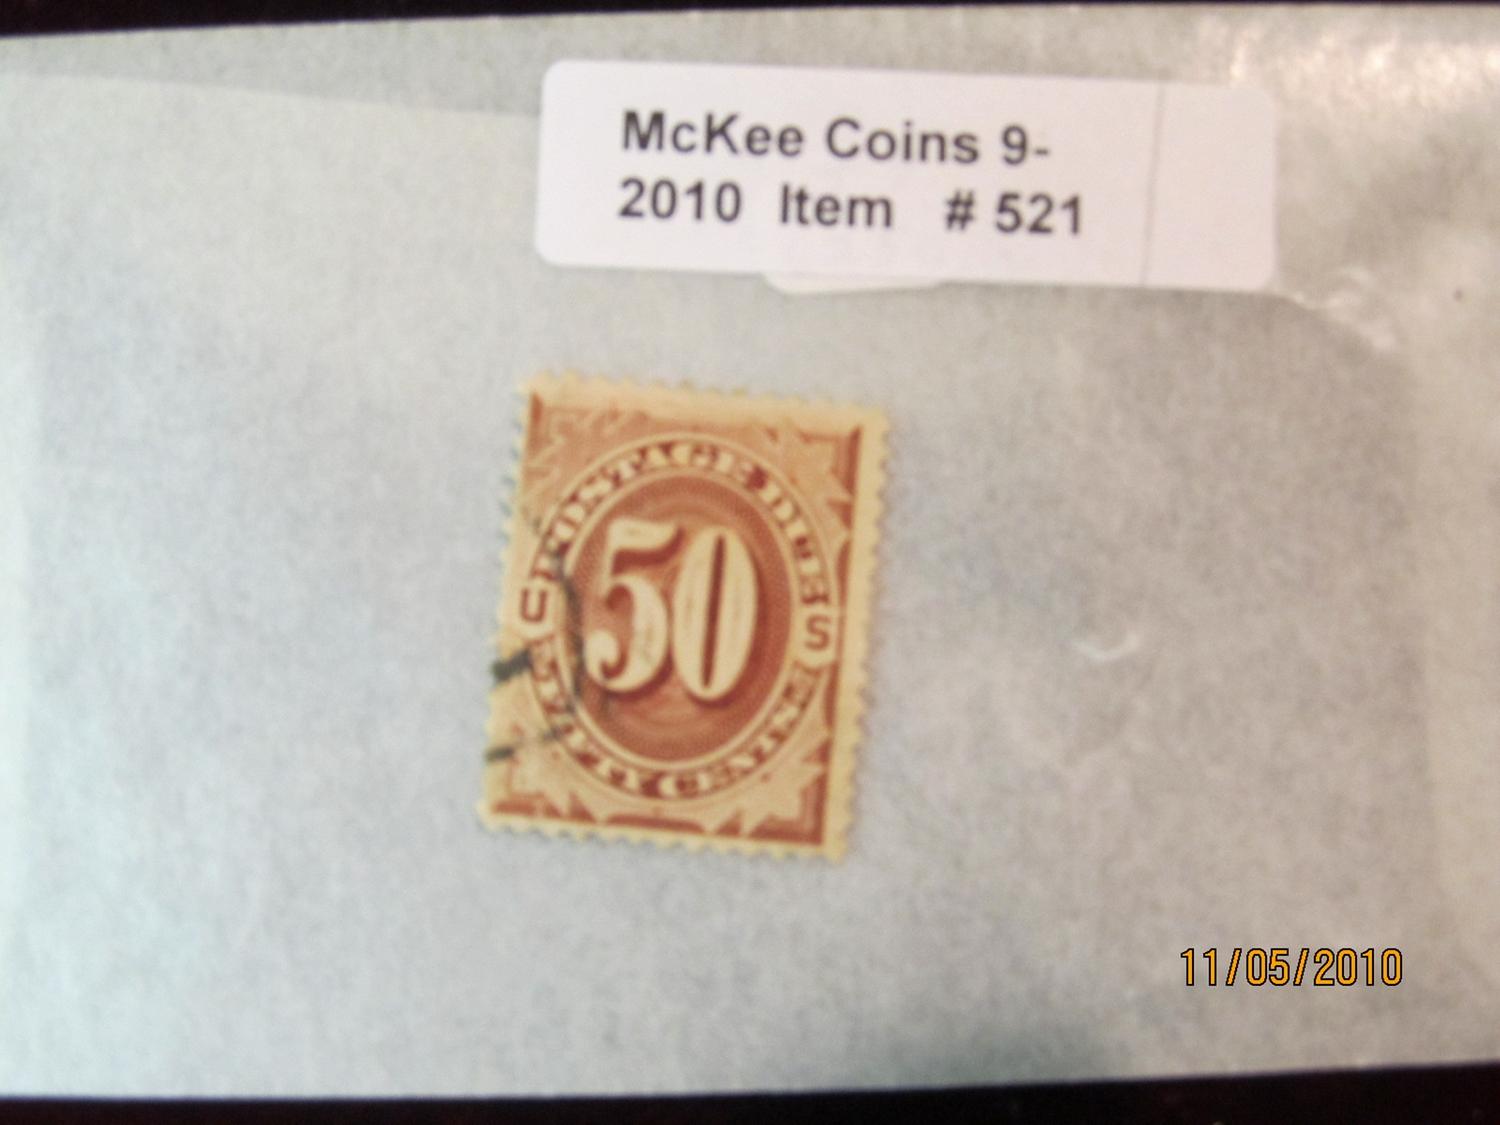 McKee Coins 9-
2010 Item # 521
POSTAGE DUE
U S
50
FIFTY CENTS
11/05/2010